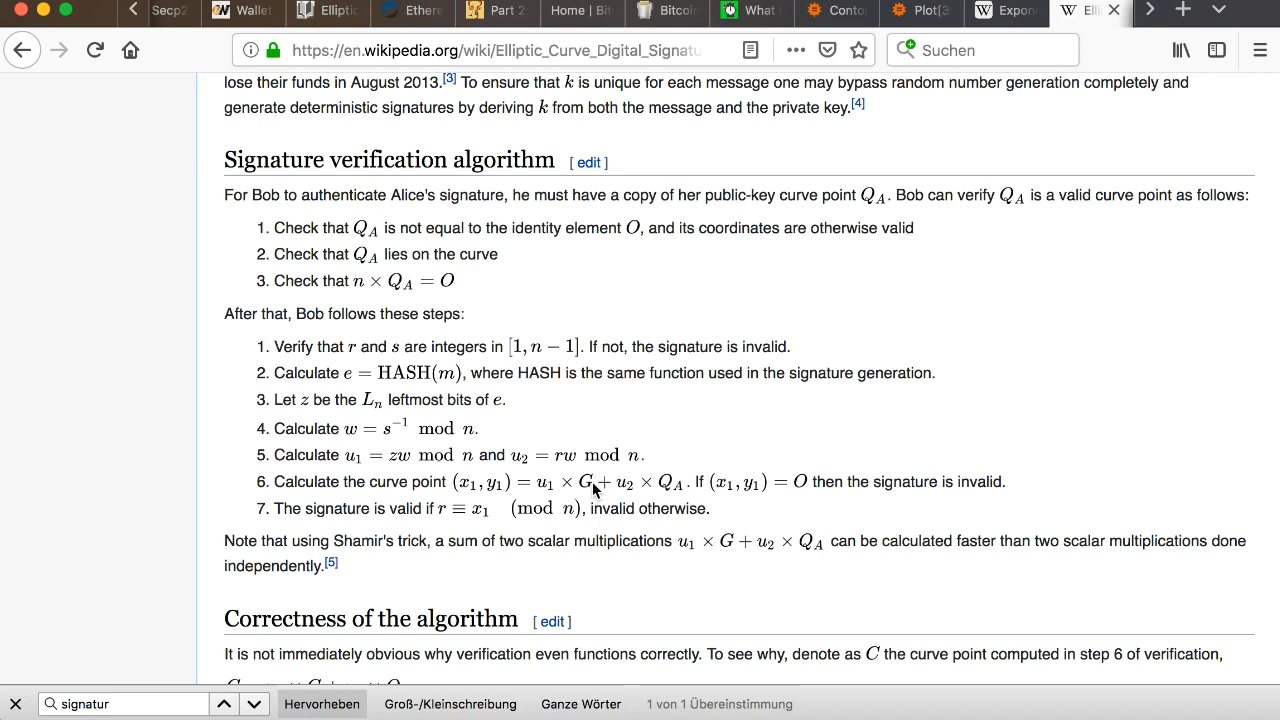 Secp2 Wallet Ellipti Ethere Part 2 Home | Bit Bitcoi What Conto Plot[3 Expon Elli
https://en.wikipedia.org/wiki/Elliptic_Curve_Digital_Signatu Suchen
lose their funds in August 2013.[3] To ensure that k is unique for each message one may bypass random number generation completely and
generate deterministic signatures by deriving k from both the message and the private key.[4]
Signature verification algorithm [ edit ]
For Bob to authenticate Alice's signature, he must have a copy of her public-key curve point Q_A. Bob can verify Q_A is a valid curve point as follows:
1. Check that Q_A is not equal to the identity element O, and its coordinates are otherwise valid
2. Check that Q_A lies on the curve
3. Check that n × Q_A = O
After that, Bob follows these steps:
1. Verify that r and s are integers in [1, n − 1]. If not, the signature is invalid.
2. Calculate e = HASH(m), where HASH is the same function used in the signature generation.
3. Let z be the L_n leftmost bits of e.
4. Calculate w = s⁻¹ mod n.
5. Calculate u₁ = zw mod n and u₂ = rw mod n.
6. Calculate the curve point (x₁, y₁) = u₁ × G + u₂ × Q_A. If (x₁, y₁) = O then the signature is invalid.
7. The signature is valid if r ≡ x₁ (mod n), invalid otherwise.
Note that using Shamir's trick, a sum of two scalar multiplications u₁ × G + u₂ × Q_A can be calculated faster than two scalar multiplications done
independently.[5]
Correctness of the algorithm [ edit ]
It is not immediately obvious why verification even functions correctly. To see why, denote as C the curve point computed in step 6 of verification,
signatur Hervorheben Groß-/Kleinschreibung Ganze Wörter 1 von 1 Übereinstimmung